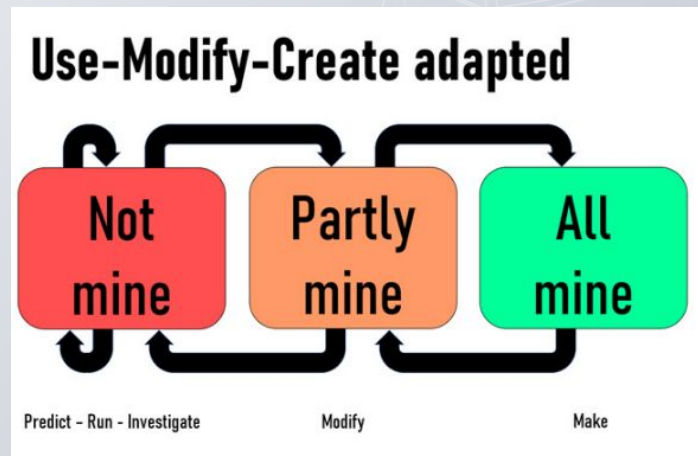 Use-Modify-Create adapted
Not
mine
Partly
mine
All
mine
Predict – Run - Investigate
Modify
Make